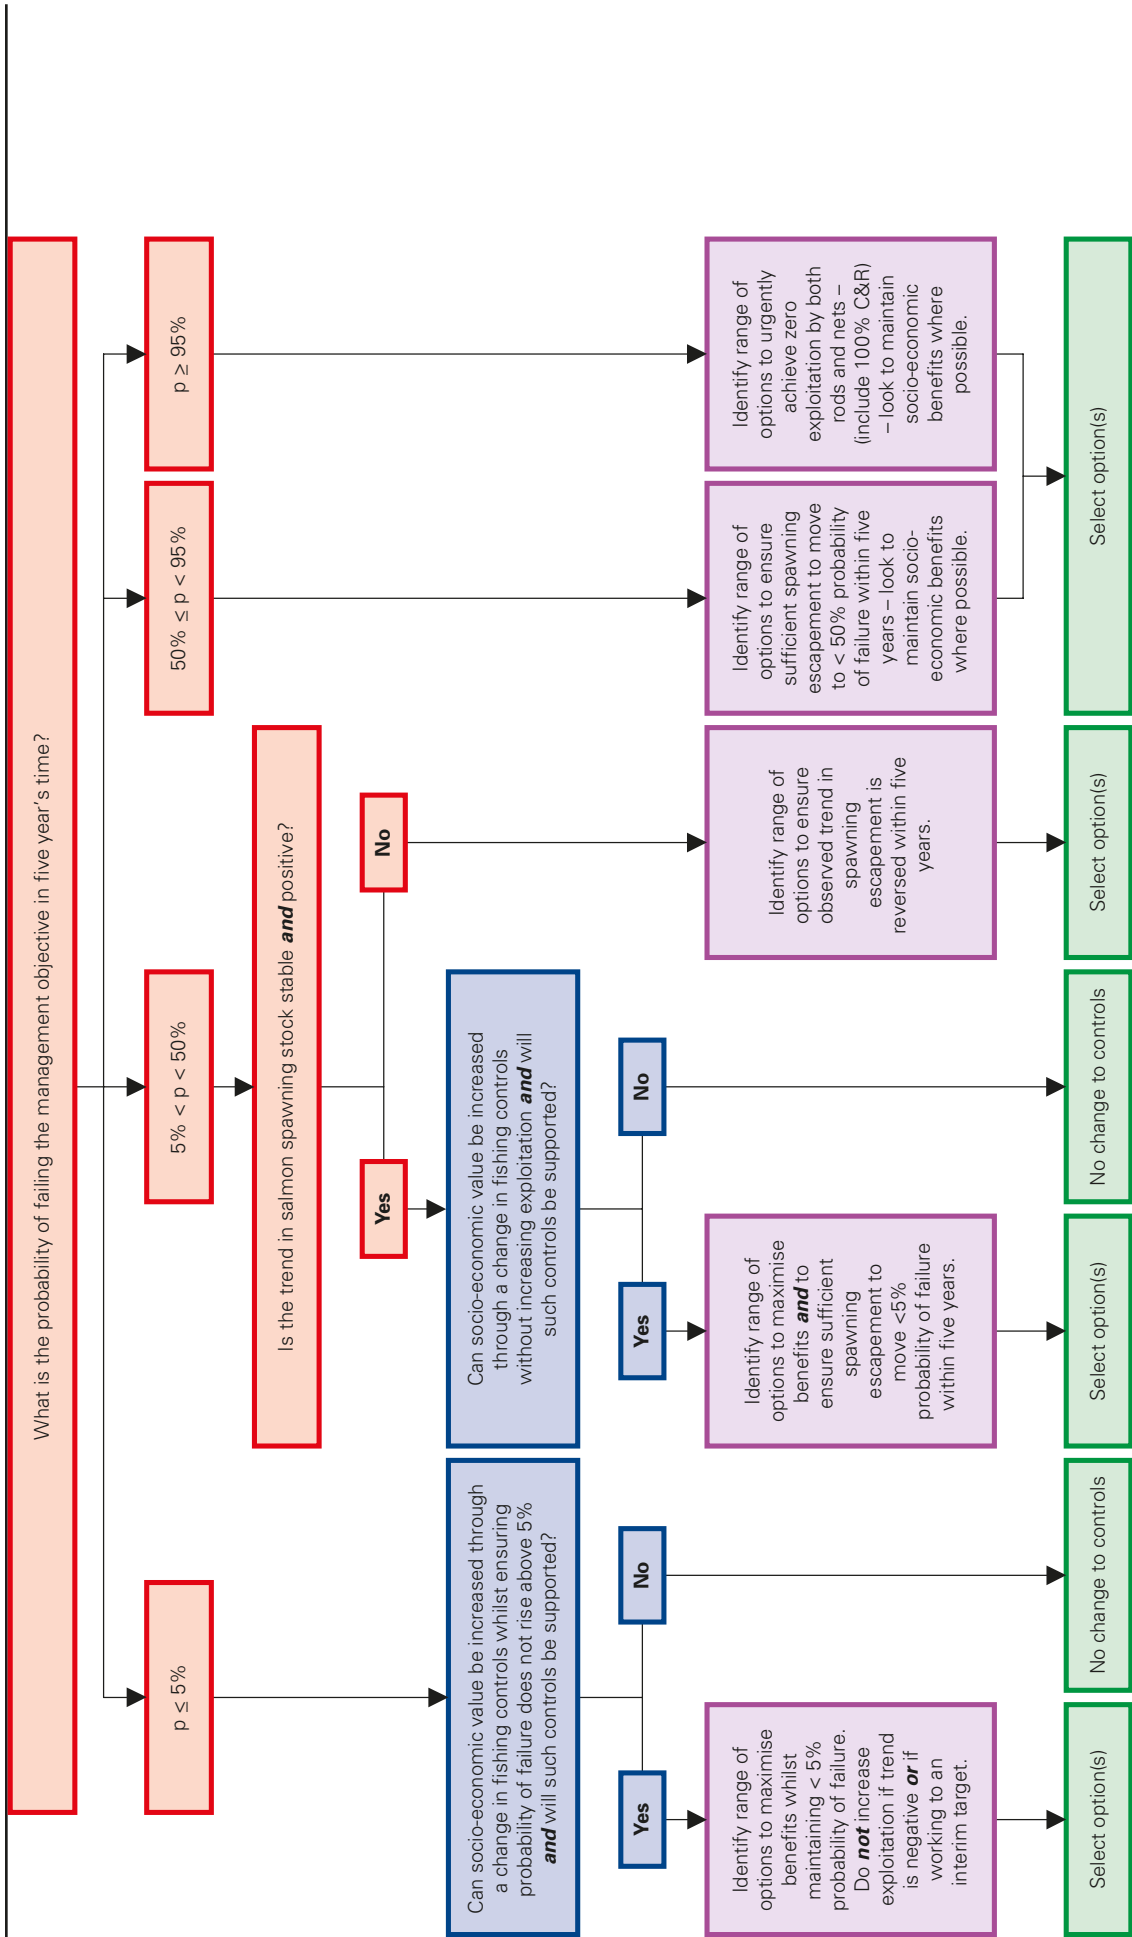 What is the probability of failing the management objective in five year's time?
p ≤ 5%
5% < p < 50%
50% ≤ p < 95%
p ≥ 95%
Is the trend in salmon spawning stock stable and positive?
Yes
No
Can socio-economic value be increased through
a change in fishing controls whilst ensuring
probability of failure does not rise above 5%
and will such controls be supported?
Can socio-economic value be increased
through a change in fishing controls
without increasing exploitation and will
such controls be supported?
Yes
No
Yes
No
Identify range of
options to maximise
benefits whilst
maintaining < 5%
probability of failure.
Do not increase
exploitation if trend
is negative or if
working to an
interim target.
Identify range of
options to maximise
benefits and to
ensure sufficient
spawning
escapement to
move <5%
probability of failure
within five years.
Identify range of
options to ensure
observed trend in
spawning
escapement is
reversed within five
years.
Identify range of
options to ensure
sufficient spawning
escapement to move
to < 50% probability
of failure within five
years – look to
maintain socio-
economic benefits
where possible.
Identify range of
options to urgently
achieve zero
exploitation by both
rods and nets –
(include 100% C&R)
– look to maintain
socio-economic
benefits where
possible.
Select option(s)
No change to controls
Select option(s)
No change to controls
Select option(s)
Select option(s)